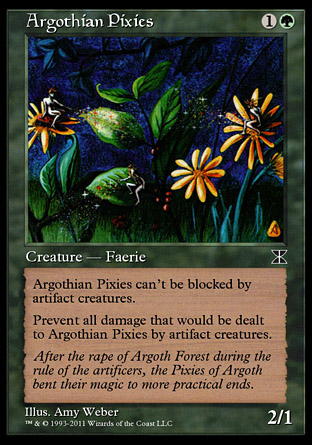 Argothian Pixies 1
Creature — Faerie
Argothian Pixies can't be blocked by
artifact creatures.
Prevent all damage that would be dealt
to Argothian Pixies by artifact creatures.
After the rape of Argoth Forest during the
rule of the artificers, the Pixies of Argoth
bent their magic to more practical ends.
Illus. Amy Weber
™ & © 1993-2011 Wizards of the Coast LLC
2/1